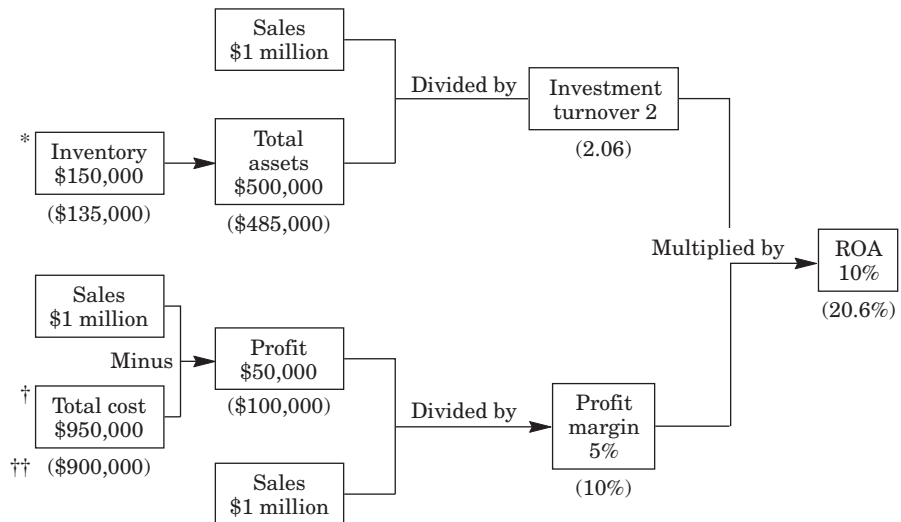 Sales
$1 million
Divided by
Investment
turnover 2
(2.06)
*
Inventory
$150,000
($135,000)
Total
assets
$500,000
($485,000)
Multiplied by
ROA
10%
(20.6%)
Sales
$1 million
Minus
†
Total cost
$950,000
†† ($900,000)
Profit
$50,000
($100,000)
Divided by
Sales
$1 million
Profit
margin
5%
(10%)